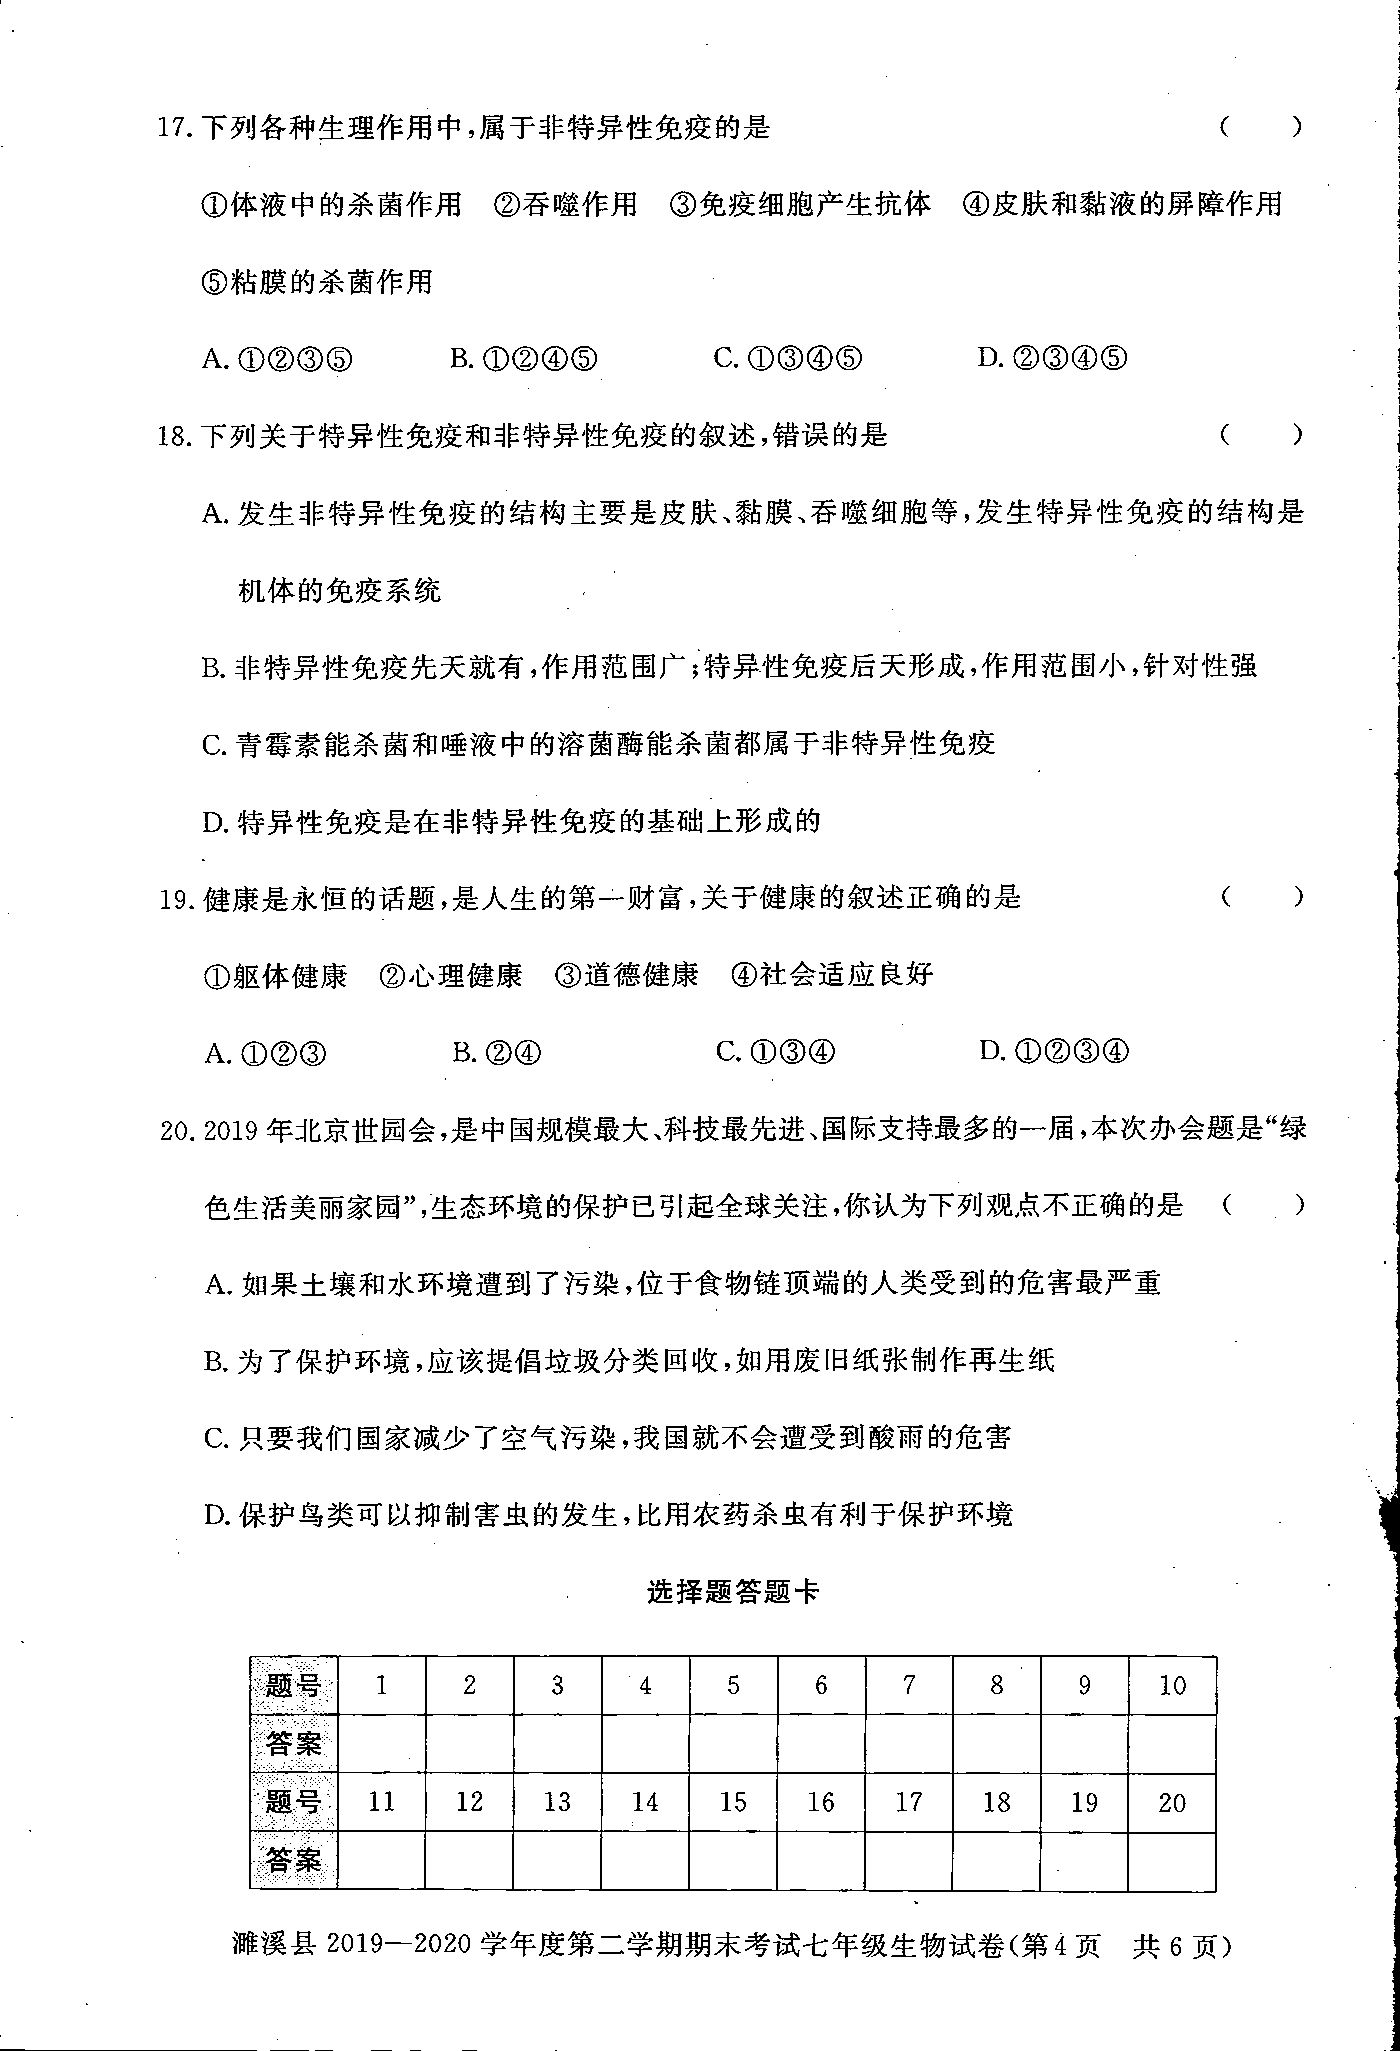 17. 下列各种生理作用中,属于非特异性免疫的是 (　　)
①体液中的杀菌作用　②吞噬作用　③免疫细胞产生抗体　④皮肤和黏液的屏障作用
⑤粘膜的杀菌作用
A. ①②③⑤　　B. ①②④⑤　　C. ①③④⑤　　D. ②③④⑤
18. 下列关于特异性免疫和非特异性免疫的叙述,错误的是 (　　)
A. 发生非特异性免疫的结构主要是皮肤、黏膜、吞噬细胞等,发生特异性免疫的结构是
机体的免疫系统
B. 非特异性免疫先天就有,作用范围广;特异性免疫后天形成,作用范围小,针对性强
C. 青霉素能杀菌和唾液中的溶菌酶能杀菌都属于非特异性免疫
D. 特异性免疫是在非特异性免疫的基础上形成的
19. 健康是永恒的话题,是人生的第一财富,关于健康的叙述正确的是 (　　)
①躯体健康　②心理健康　③道德健康　④社会适应良好
A. ①②③　　B. ②④　　C. ①③④　　D. ①②③④
20. 2019 年北京世园会,是中国规模最大、科技最先进、国际支持最多的一届,本次办会题是“绿
色生活美丽家园”,生态环境的保护已引起全球关注,你认为下列观点不正确的是 (　　)
A. 如果土壤和水环境遭到了污染,位于食物链顶端的人类受到的危害最严重
B. 为了保护环境,应该提倡垃圾分类回收,如用废旧纸张制作再生纸
C. 只要我们国家减少了空气污染,我国就不会遭受到酸雨的危害
D. 保护鸟类可以抑制害虫的发生,比用农药杀虫有利于保护环境
选择题答题卡
题号 1 2 3 4 5 6 7 8 9 10
答案
题号 11 12 13 14 15 16 17 18 19 20
答案
濉溪县 2019—2020 学年度第二学期期末考试七年级生物试卷(第 4 页　共 6 页)